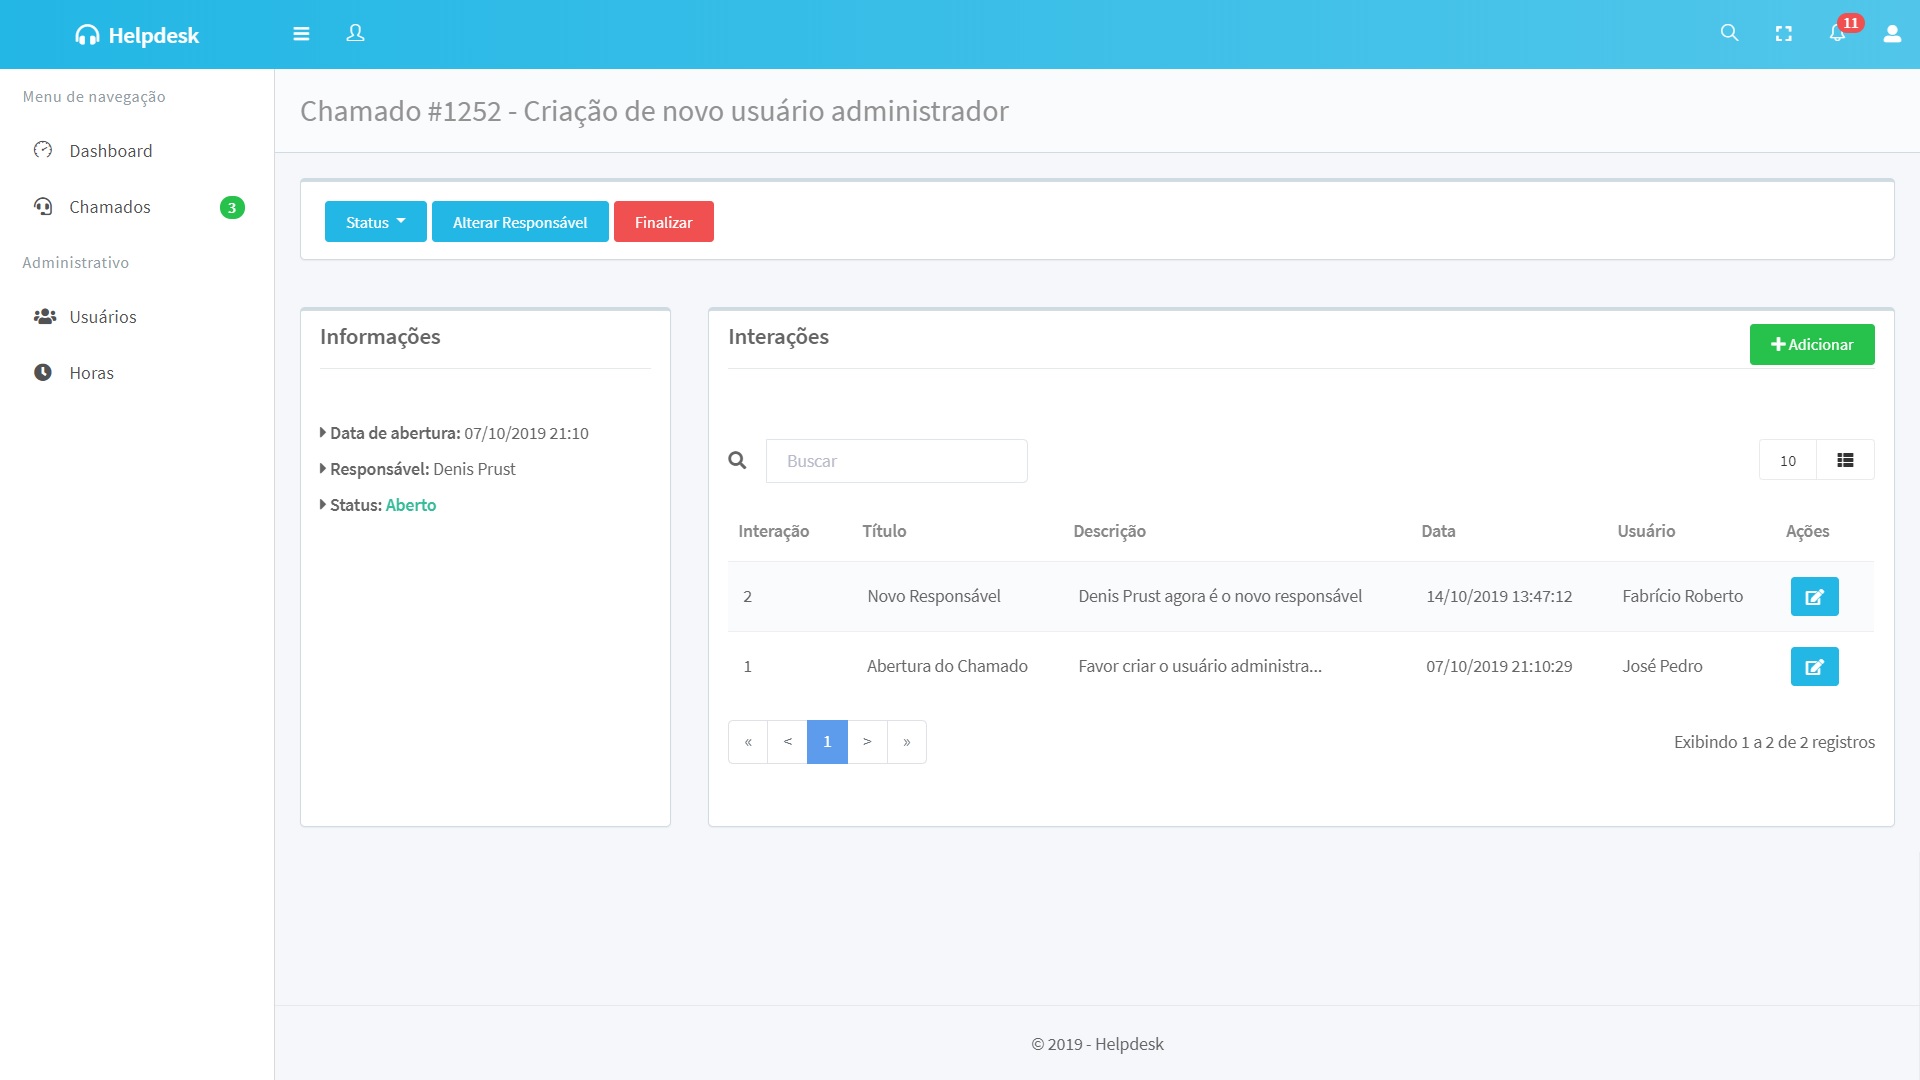 Helpdesk
11
Menu de navegação
Dashboard
Chamados 3
Administrativo
Usuários
Horas
Chamado #1252 - Criação de novo usuário administrador
Status Alterar Responsável Finalizar
Informações
Data de abertura: 07/10/2019 21:10
Responsável: Denis Prust
Status: Aberto
Interações
Adicionar
Buscar
10
Interação Título Descrição Data Usuário Ações
2 Novo Responsável Denis Prust agora é o novo responsável 14/10/2019 13:47:12 Fabrício Roberto
1 Abertura do Chamado Favor criar o usuário administra... 07/10/2019 21:10:29 José Pedro
« < 1 > »
Exibindo 1 a 2 de 2 registros
© 2019 - Helpdesk